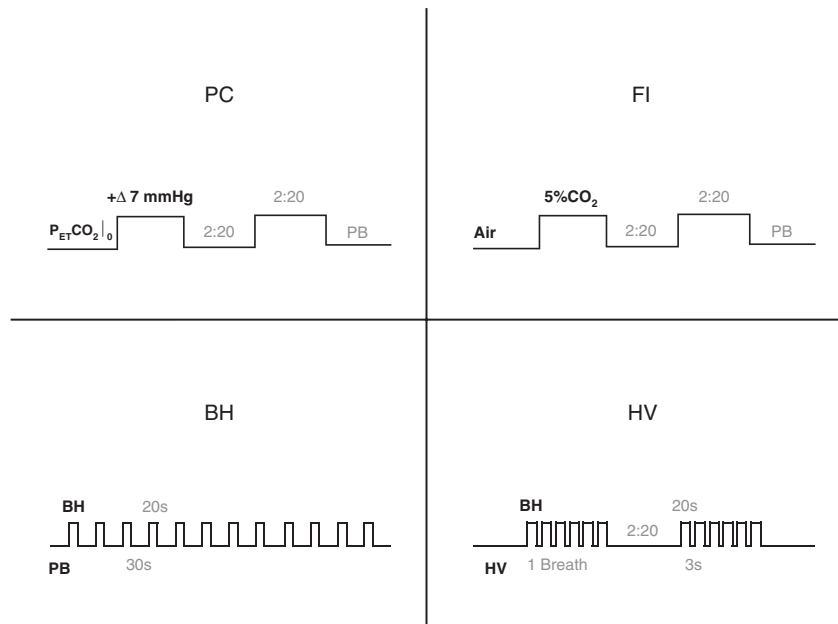 PC
+Δ 7 mmHg
2:20
P_ETCO₂|₀
2:20
PB
FI
5%CO₂
2:20
Air
2:20
PB
BH
BH
20s
PB
30s
HV
BH
20s
2:20
HV
1 Breath
3s